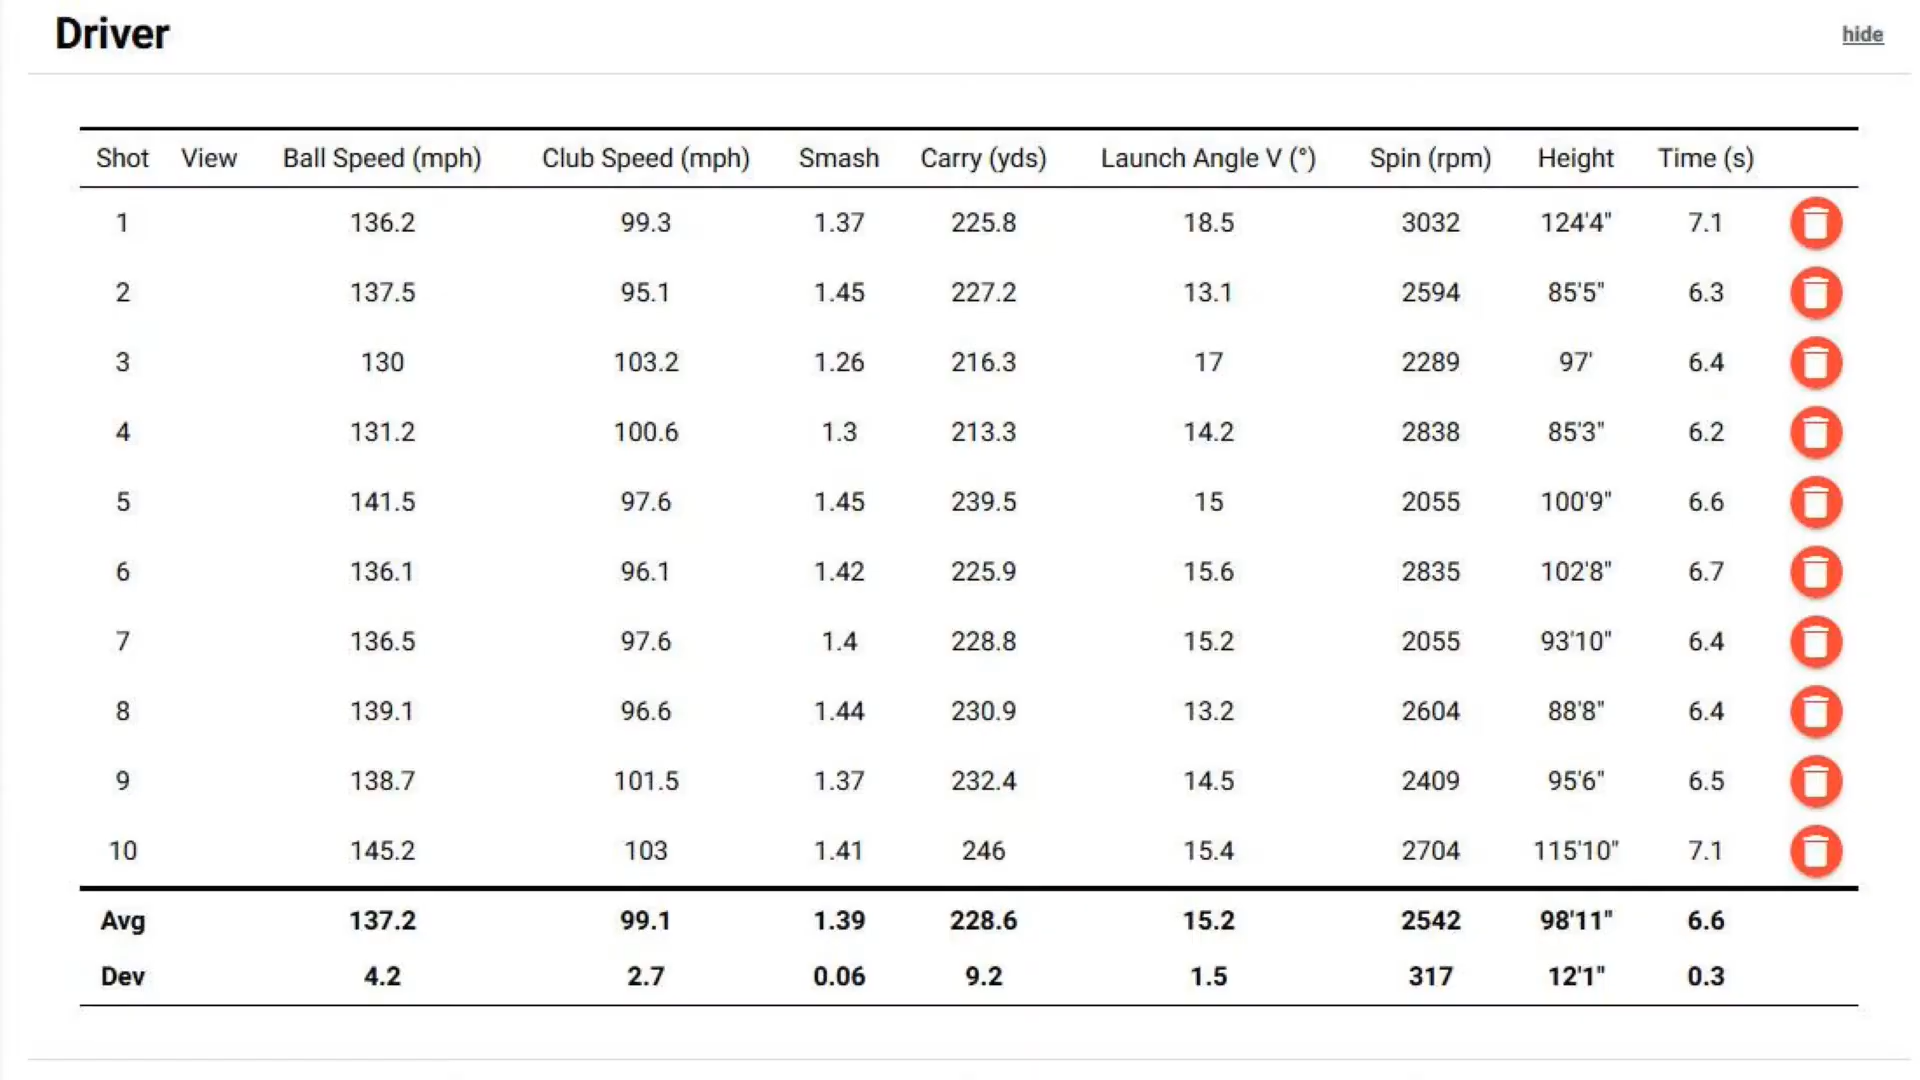 Driver hide
Shot View Ball Speed (mph) Club Speed (mph) Smash Carry (yds) Launch Angle V (°) Spin (rpm) Height Time (s)
1 136.2 99.3 1.37 225.8 18.5 3032 124'4" 7.1
2 137.5 95.1 1.45 227.2 13.1 2594 85'5" 6.3
3 130 103.2 1.26 216.3 17 2289 97' 6.4
4 131.2 100.6 1.3 213.3 14.2 2838 85'3" 6.2
5 141.5 97.6 1.45 239.5 15 2055 100'9" 6.6
6 136.1 96.1 1.42 225.9 15.6 2835 102'8" 6.7
7 136.5 97.6 1.4 228.8 15.2 2055 93'10" 6.4
8 139.1 96.6 1.44 230.9 13.2 2604 88'8" 6.4
9 138.7 101.5 1.37 232.4 14.5 2409 95'6" 6.5
10 145.2 103 1.41 246 15.4 2704 115'10" 7.1
Avg 137.2 99.1 1.39 228.6 15.2 2542 98'11" 6.6
Dev 4.2 2.7 0.06 9.2 1.5 317 12'1" 0.3